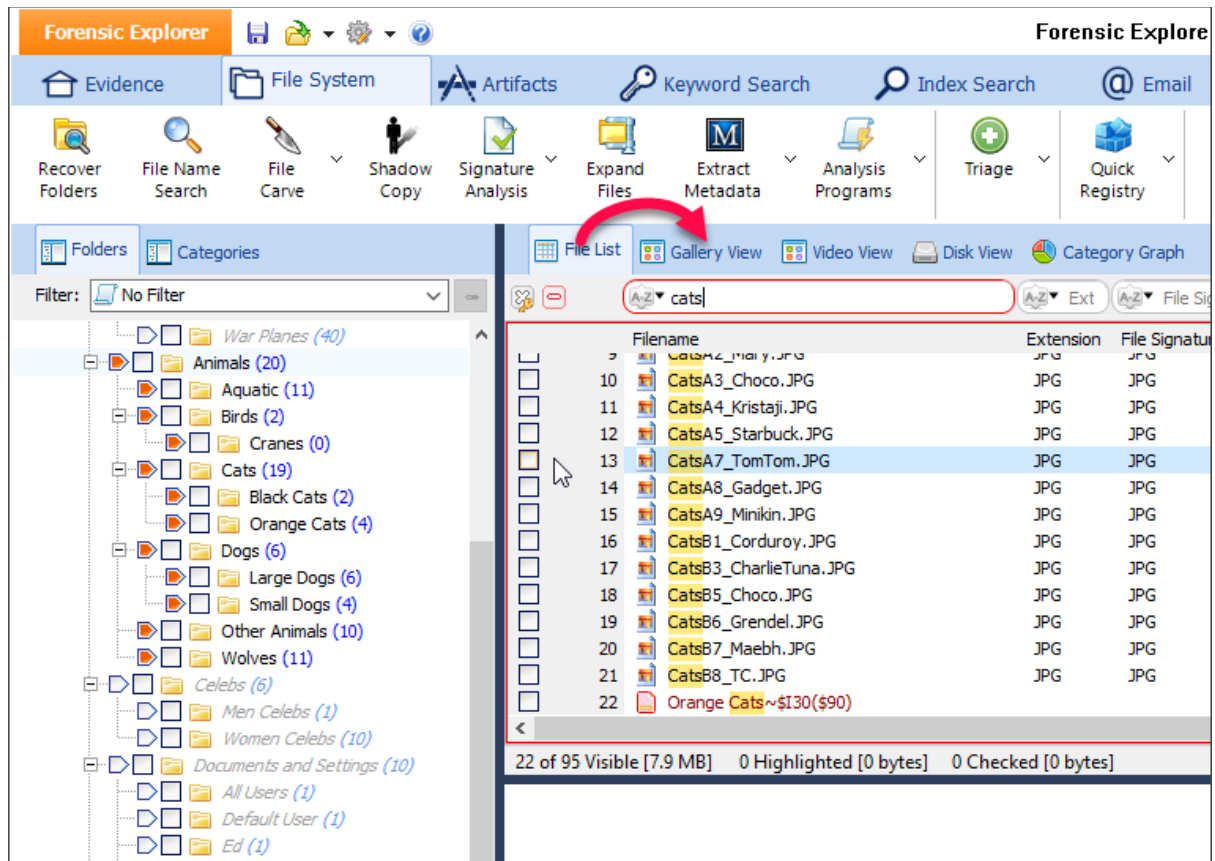 Forensic Explorer
Forensic Explore
Evidence
File System
Artifacts
Keyword Search
Index Search
Email
Recover Folders
File Name Search
File Carve
Shadow Copy
Signature Analysis
Expand Files
Extract Metadata
Analysis Programs
Triage
Quick Registry
Folders
Categories
File List
Gallery View
Video View
Disk View
Category Graph
Filter: No Filter
A-Z cats
A-Z Ext
A-Z File Sig
War Planes (40)
Animals (20)
Aquatic (11)
Birds (2)
Cranes (0)
Cats (19)
Black Cats (2)
Orange Cats (4)
Dogs (6)
Large Dogs (6)
Small Dogs (4)
Other Animals (10)
Wolves (11)
Celebs (6)
Men Celebs (1)
Women Celebs (10)
Documents and Settings (10)
All Users (1)
Default User (1)
Ed (1)
Filename Extension File Signatur
9 CatsA2_Mary.JPG JPG JPG
10 CatsA3_Choco.JPG JPG JPG
11 CatsA4_Kristaji.JPG JPG JPG
12 CatsA5_Starbuck.JPG JPG JPG
13 CatsA7_TomTom.JPG JPG JPG
14 CatsA8_Gadget.JPG JPG JPG
15 CatsA9_Minikin.JPG JPG JPG
16 CatsB1_Corduroy.JPG JPG JPG
17 CatsB3_CharlieTuna.JPG JPG JPG
18 CatsB5_Choco.JPG JPG JPG
19 CatsB6_Grendel.JPG JPG JPG
20 CatsB7_Maebh.JPG JPG JPG
21 CatsB8_TC.JPG JPG JPG
22 Orange Cats~$I30($90)
22 of 95 Visible [7.9 MB] 0 Highlighted [0 bytes] 0 Checked [0 bytes]